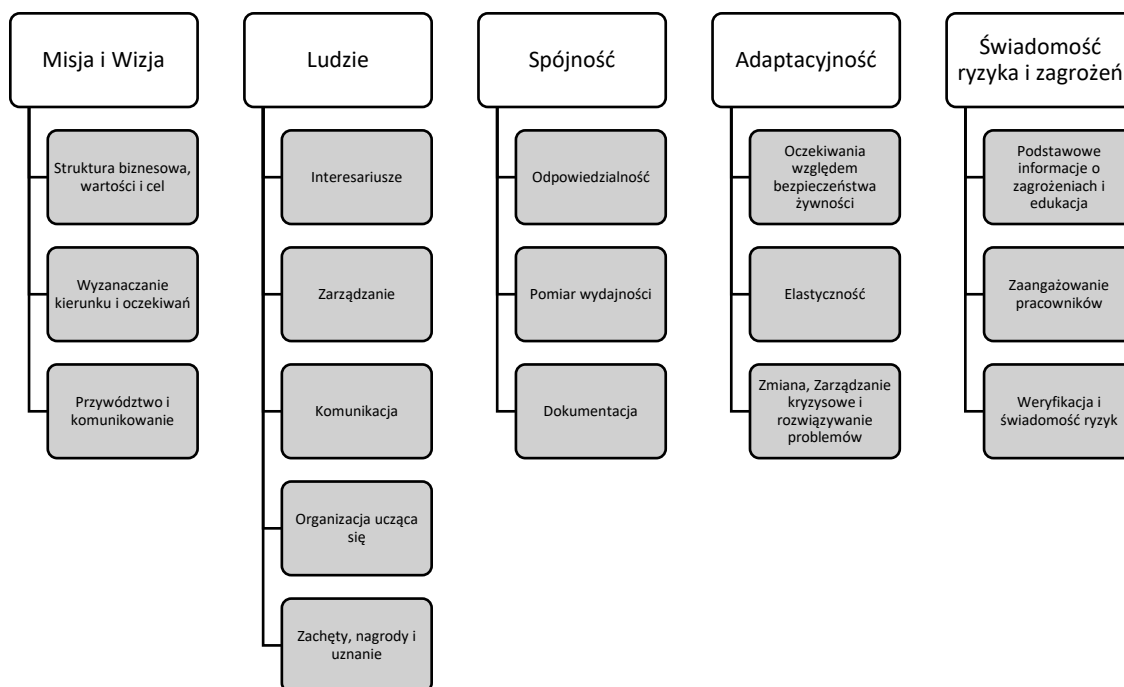 Misja i Wizja
Struktura biznesowa,
wartości i cel
Wyzanaczanie
kierunku i oczekiwań
Przywództwo i
komunikowanie
Ludzie
Interesariusze
Zarządzanie
Komunikacja
Organizacja ucząca
się
Zachęty, nagrody i
uznanie
Spójność
Odpowiedzialność
Pomiar wydajności
Dokumentacja
Adaptacyjność
Oczekiwania
względem
bezpieczeństwa
żywności
Elastyczność
Zmiana, Zarządzanie
kryzysowe i
rozwiązywanie
problemów
Świadomość
ryzyka i zagrożeń
Podstawowe
informacje o
zagrożeniach i
edukacja
Zaangażowanie
pracowników
Weryfikacja i
świadomość ryzyk